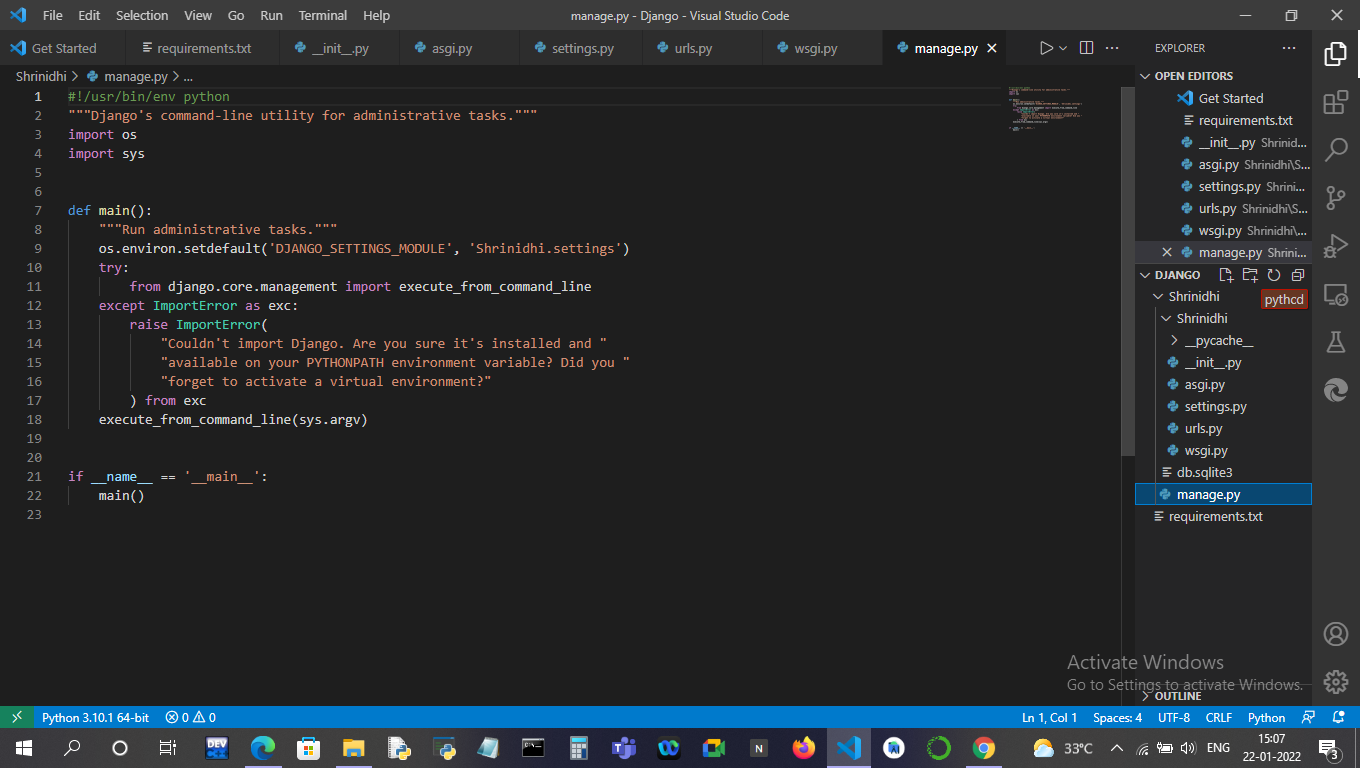 File Edit Selection View Go Run Terminal Help
manage.py - Django - Visual Studio Code
Get Started requirements.txt __init__.py asgi.py settings.py urls.py wsgi.py manage.py
Shrinidhi > manage.py > ...
1 #!/usr/bin/env python
2 """Django's command-line utility for administrative tasks."""
3 import os
4 import sys
5
6
7 def main():
8 """Run administrative tasks."""
9 os.environ.setdefault('DJANGO_SETTINGS_MODULE', 'Shrinidhi.settings')
10 try:
11 from django.core.management import execute_from_command_line
12 except ImportError as exc:
13 raise ImportError(
14 "Couldn't import Django. Are you sure it's installed and "
15 "available on your PYTHONPATH environment variable? Did you "
16 "forget to activate a virtual environment?"
17 ) from exc
18 execute_from_command_line(sys.argv)
19
20
21 if __name__ == '__main__':
22 main()
23
EXPLORER
OPEN EDITORS
Get Started
requirements.txt
__init__.py Shrinid...
asgi.py Shrinidhi\S...
settings.py Shrini...
urls.py Shrinidhi\S...
wsgi.py Shrinidhi\...
manage.py Shrini...
DJANGO
Shrinidhi
pythcd
Shrinidhi
__pycache__
__init__.py
asgi.py
settings.py
urls.py
wsgi.py
db.sqlite3
manage.py
requirements.txt
Activate Windows
Go to Settings to activate Windows.
OUTLINE
Python 3.10.1 64-bit 0 0 Ln 1, Col 1 Spaces: 4 UTF-8 CRLF Python
DEV C++ N 33°C ENG 15:07
22-01-2022 3